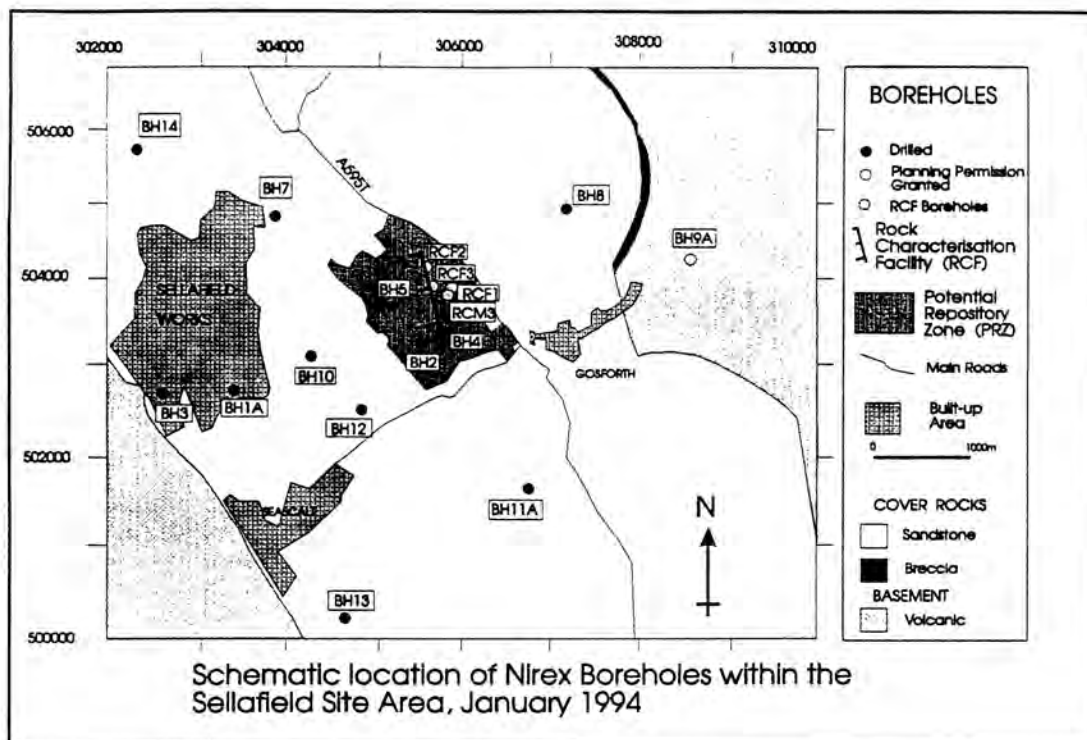 302000 304000 306000 308000 310000
506000
504000
502000
500000
BH14
BH7
A595T
BH8
BH9A
RCF2
RCF3
BH5
RCF1
RCM3
BH4
BH2
SELLAFIELD
WORKS
BH10
GOSFORTH
BH3
BH1A
BH12
SEASCALE
BH11A
BH13
N
BOREHOLES
Drilled
Planning Permission
Granted
RCF Boreholes
Rock
Characterisation
Facility (RCF)
Potential
Repository
Zone (PRZ)
Main Roads
Built-up
Area
0 1000m
COVER ROCKS
Sandstone
Breccia
BASEMENT
Volcanic
Schematic location of Nirex Boreholes within the
Sellafield Site Area, January 1994